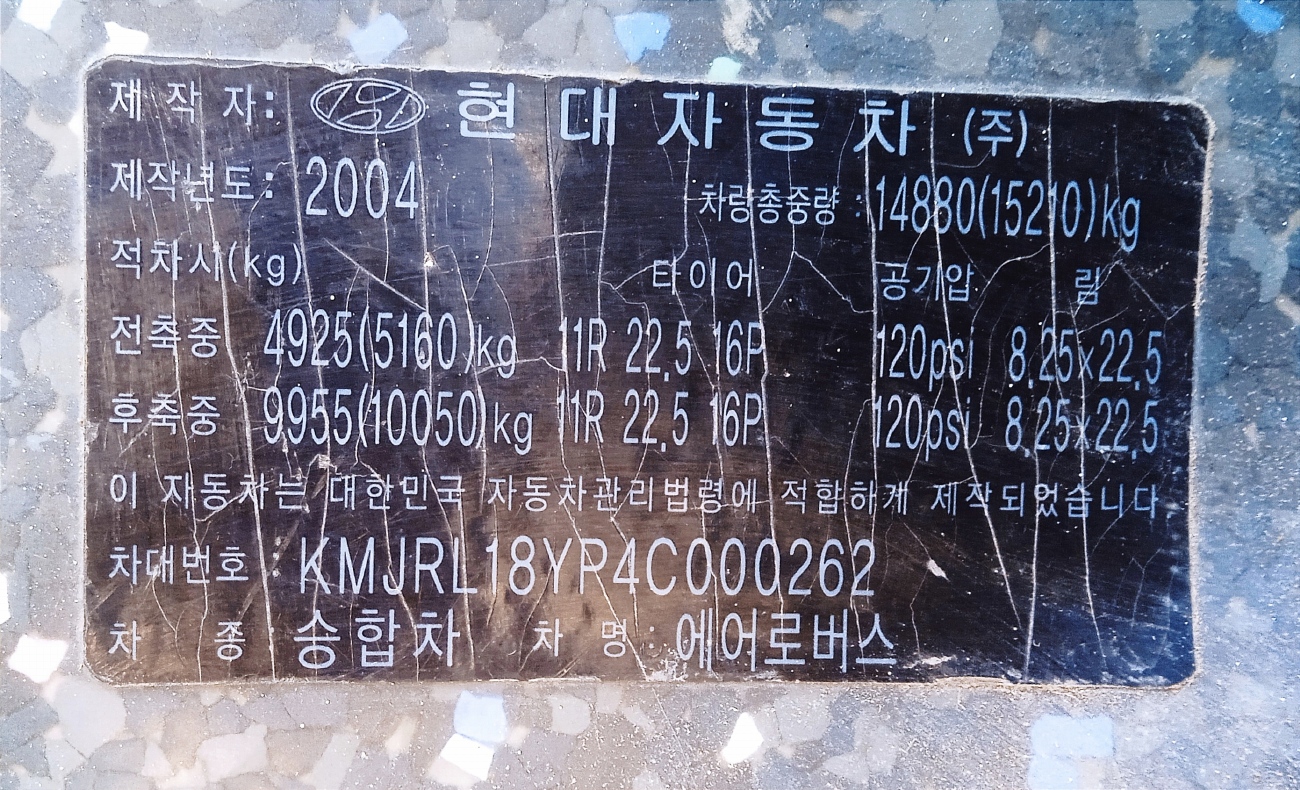 제 작 자: 현 대 자 동 차 (주)
제작년도: 2004 차량총중량 : 14880(15210)kg
적차시(kg) 타이어 공기압 림
전축중 4925(5160)kg 11R 22.5 16P 120psi 8.25x22.5
후축중 9955(10050)kg 11R 22.5 16P 120psi 8.25x22.5
이 자동차는 대한민국 자동차관리법령에 적합하게 제작되었습니다
차대번호 : KMJRL18YP4C000262
차 종 승합차 차 명 : 에어로버스